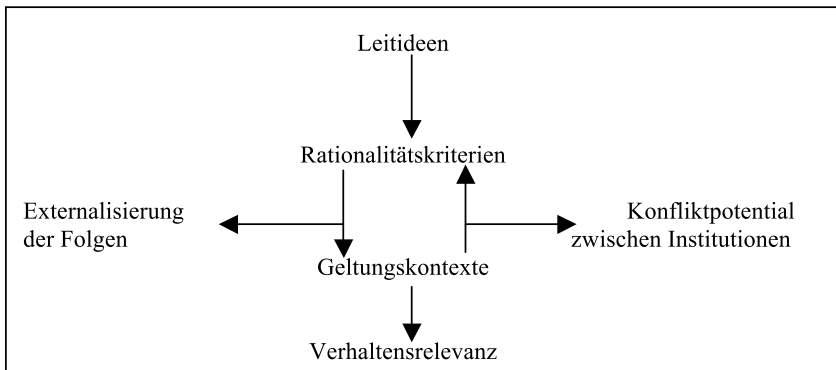 Leitideen
Rationalitätskriterien
Externalisierung
der Folgen
Konfliktpotential
zwischen Institutionen
Geltungskontexte
Verhaltensrelevanz